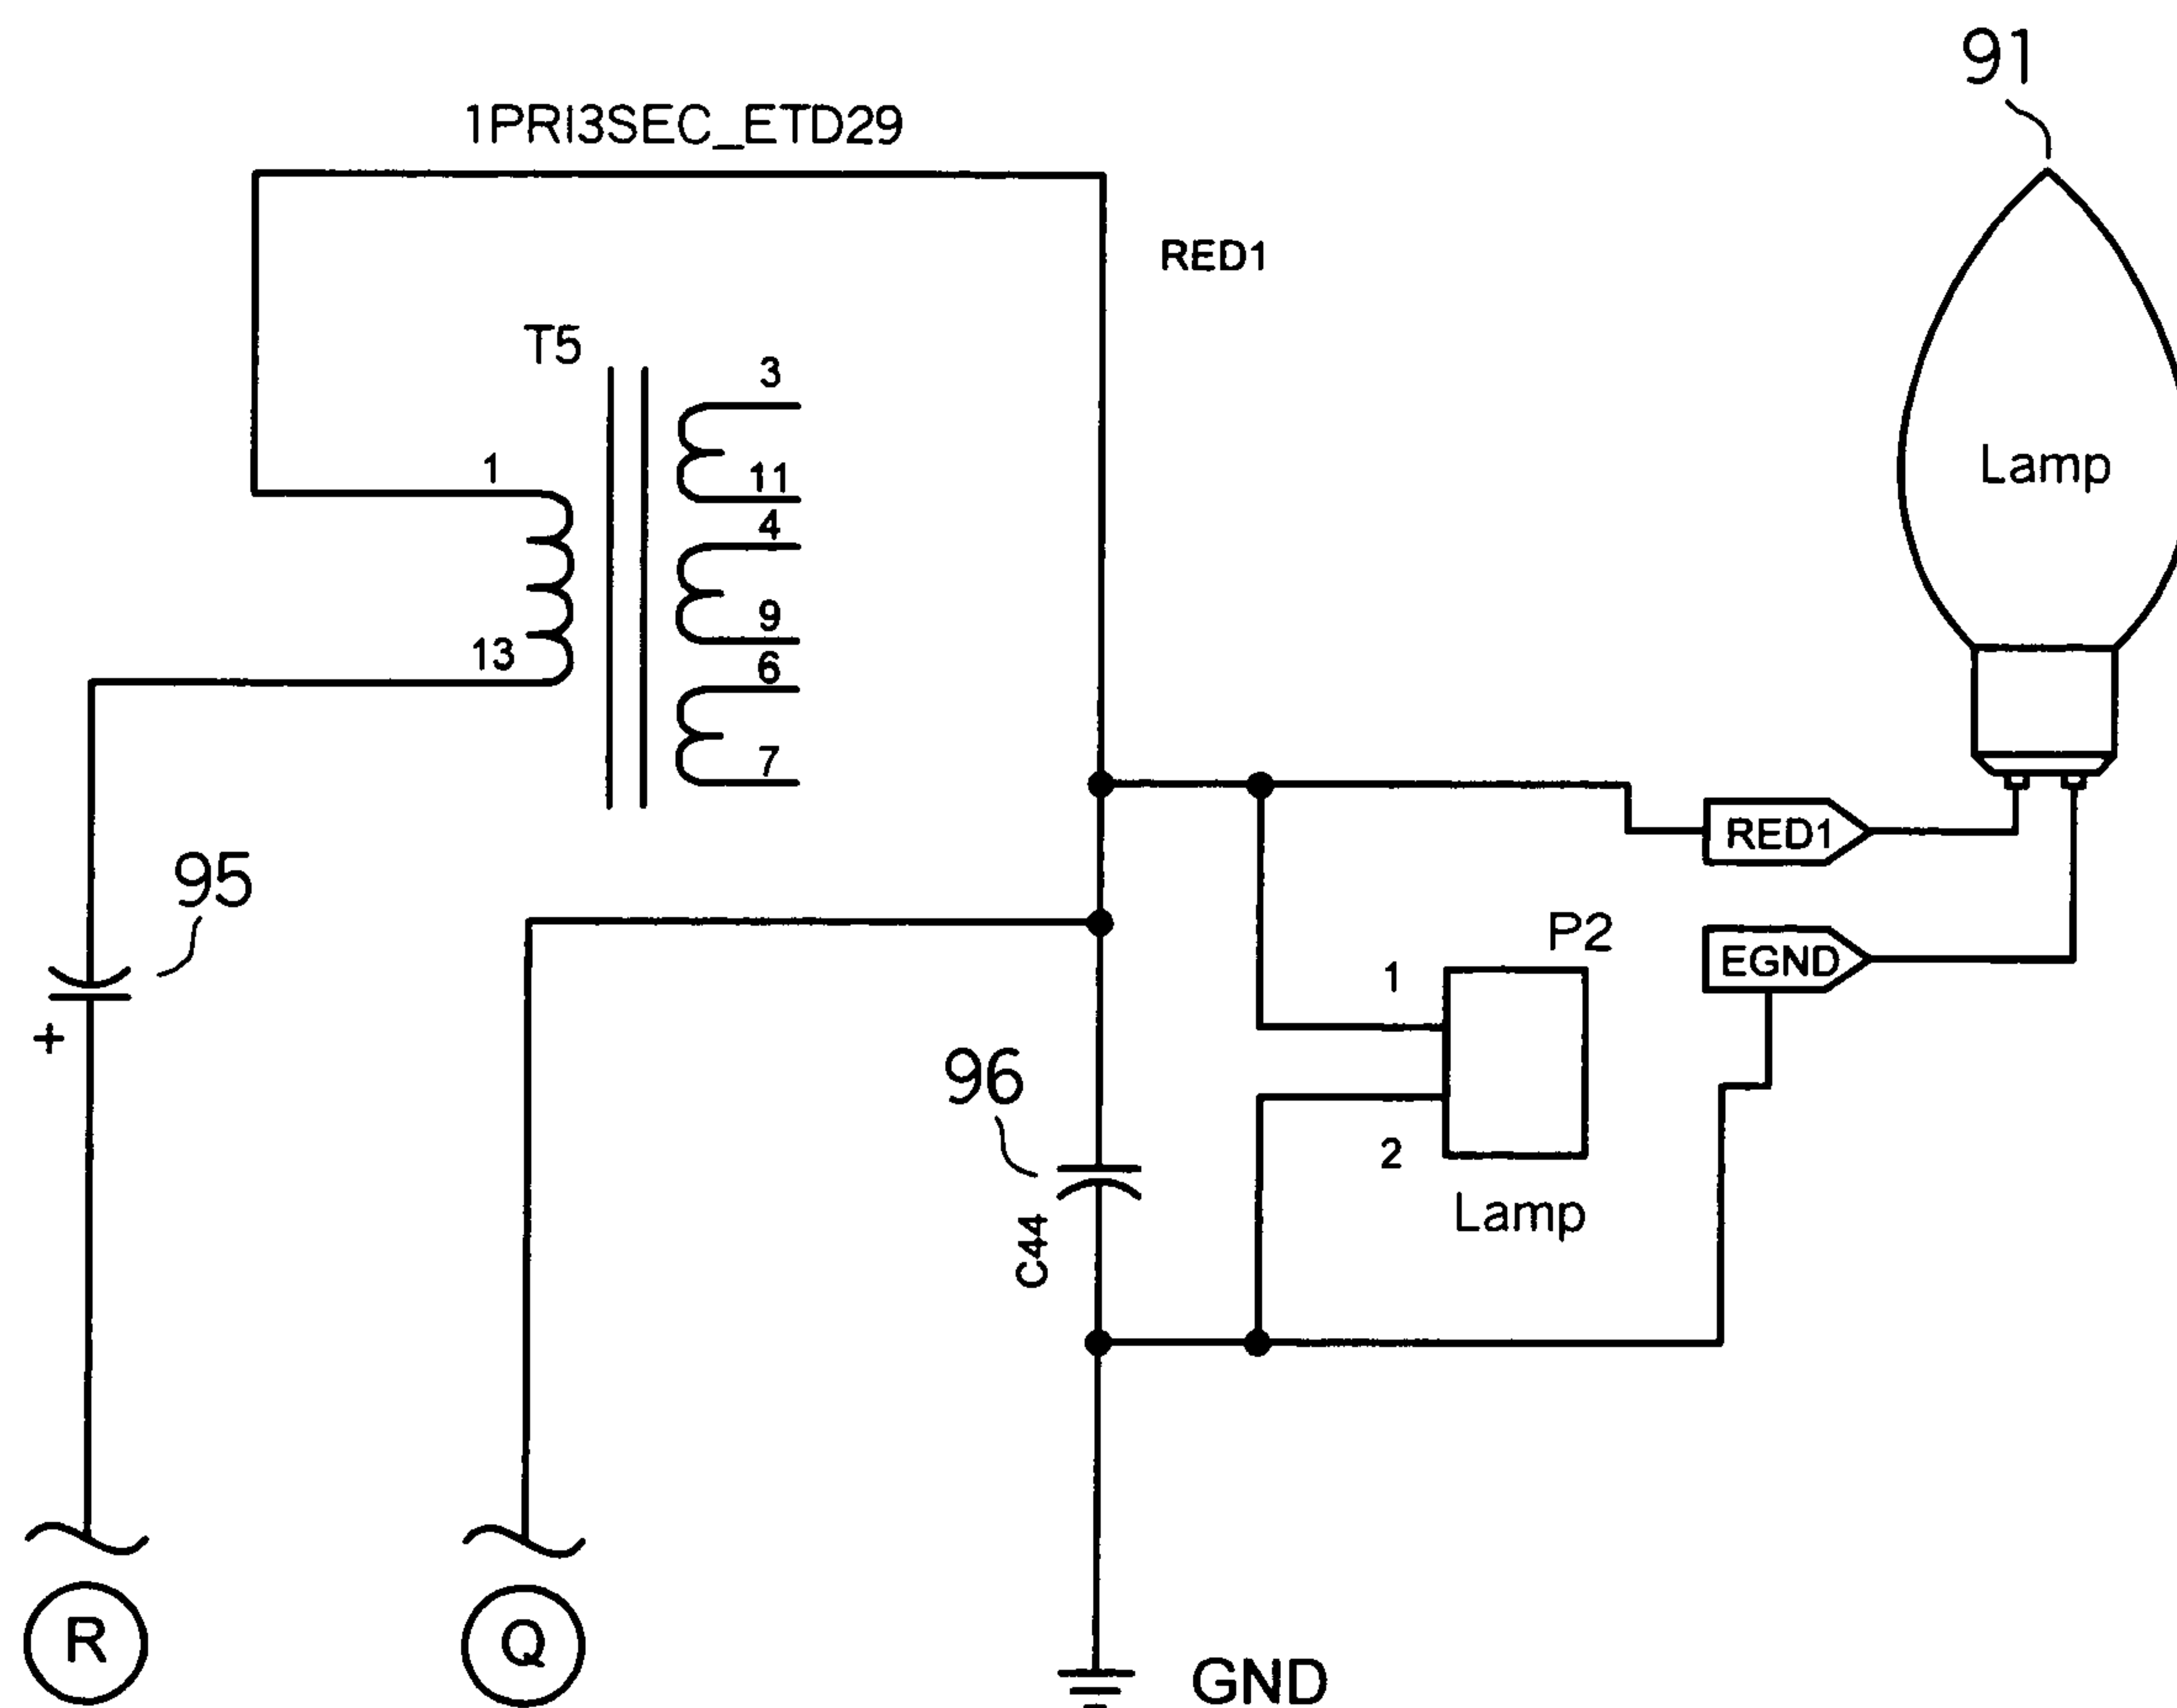 91
1PRI3SEC_ETD29
RED1
T5
3
Lamp
1
11
4
9
13
6
7
RED1
95
P2
EGND
1
+
96
2
Lamp
C44
R
Q
GND